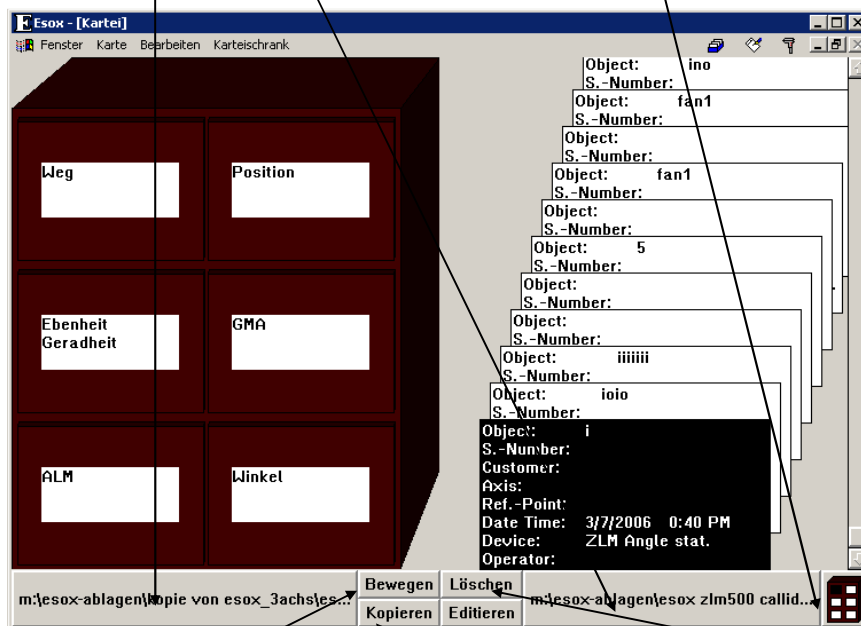 Esox - [Kartei]
Fenster Karte Bearbeiten Karteischrank
Weg
Position
Ebenheit
Geradheit
GMA
ALM
Winkel
Object: ino
S.-Number:
Object: fan1
S.-Number:
Object:
S.-Number:
Object: fan1
S.-Number:
Object:
S.-Number:
Object: 5
S.-Number:
Object:
S.-Number:
Object:
S.-Number:
Object: iiiiiii
S.-Number:
Object: ioio
S.-Number:
Object: i
S.-Number:
Customer:
Axis:
Ref.-Point:
Date Time: 3/7/2006 0:40 PM
Device: ZLM Angle stat.
Operator:
m:\esox-ablagen\kopie von esox_3achs\es...
Bewegen Löschen
Kopieren Editieren
m:\esox-ablagen\esox zlm500 callid...